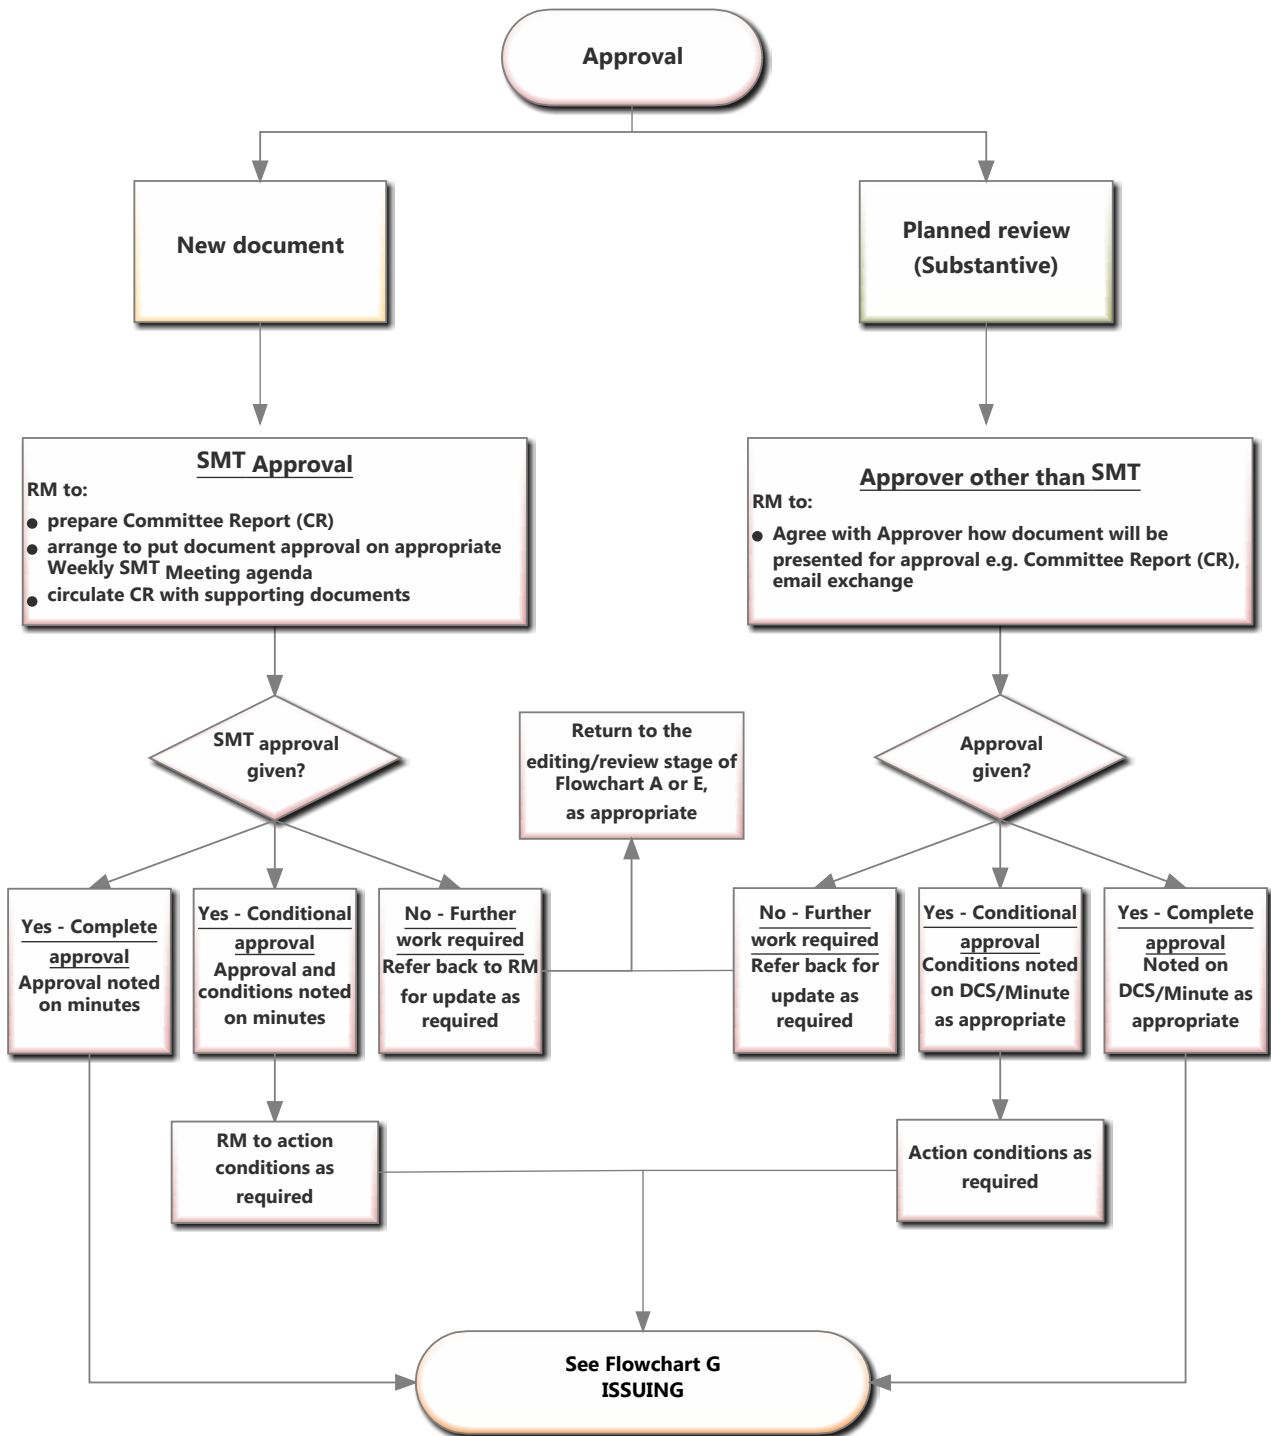 Approval
New document
Planned review
(Substantive)
SMT Approval
RM to:
● prepare Committee Report (CR)
● arrange to put document approval on appropriate
Weekly SMT Meeting agenda
● circulate CR with supporting documents
Approver other than SMT
RM to:
● Agree with Approver how document will be
presented for approval e.g. Committee Report (CR),
email exchange
SMT approval
given?
Return to the
editing/review stage of
Flowchart A or E,
as appropriate
Approval
given?
Yes - Complete
approval
Approval noted
on minutes
Yes - Conditional
approval
Approval and
conditions noted
on minutes
No - Further
work required
Refer back to RM
for update as
required
No - Further
work required
Refer back for
update as
required
Yes - Conditional
approval
Conditions noted
on DCS/Minute
as appropriate
Yes - Complete
approval
Noted on
DCS/Minute as
appropriate
RM to action
conditions as
required
Action conditions as
required
See Flowchart G
ISSUING